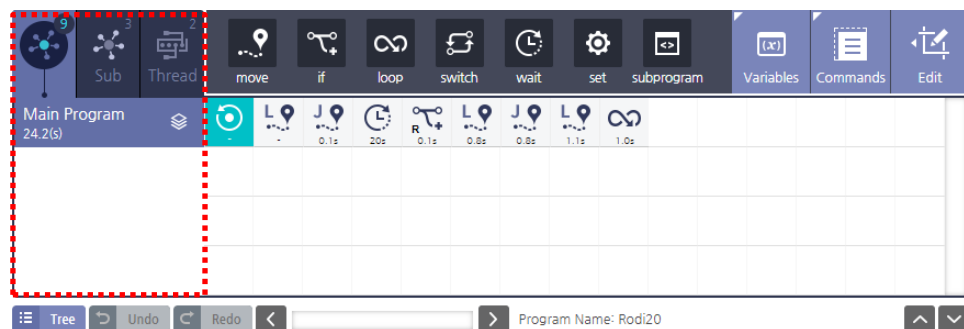 9 3 2
Sub Thread move if loop switch wait set subprogram Variables Commands Edit
(x)
<>
Main Program
24.2(s)
L J R L J L
- - 0.1s 20s 0.1s 0.8s 0.8s 1.1s 1.0s
Tree Undo Redo < > Program Name: Rodi20